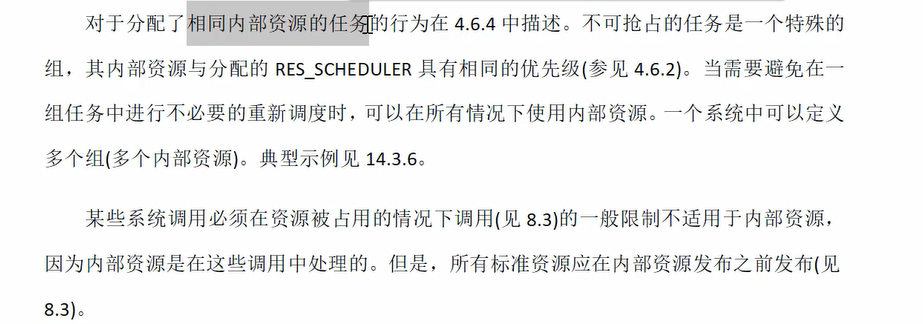 对于分配了相同内部资源的任务的行为在 4.6.4 中描述。不可抢占的任务是一个特殊的
组，其内部资源与分配的 RES_SCHEDULER 具有相同的优先级(参见 4.6.2)。当需要避免在一
组任务中进行不必要的重新调度时，可以在所有情况下使用内部资源。一个系统中可以定义
多个组(多个内部资源)。典型示例见 14.3.6。
某些系统调用必须在资源被占用的情况下调用(见 8.3)的一般限制不适用于内部资源，
因为内部资源是在这些调用中处理的。但是，所有标准资源应在内部资源发布之前发布(见
8.3)。